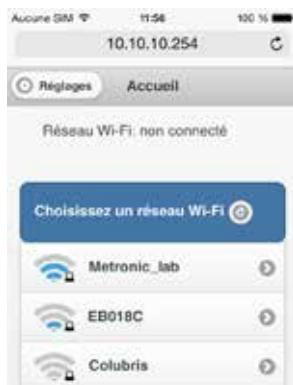 Aucune SIM 11:56 100 %
10.10.10.254
Réglages Accueil
Réseau Wi-Fi: non connecté
Choisissez un réseau Wi-Fi
Metronic_lab
EB018C
Colubris